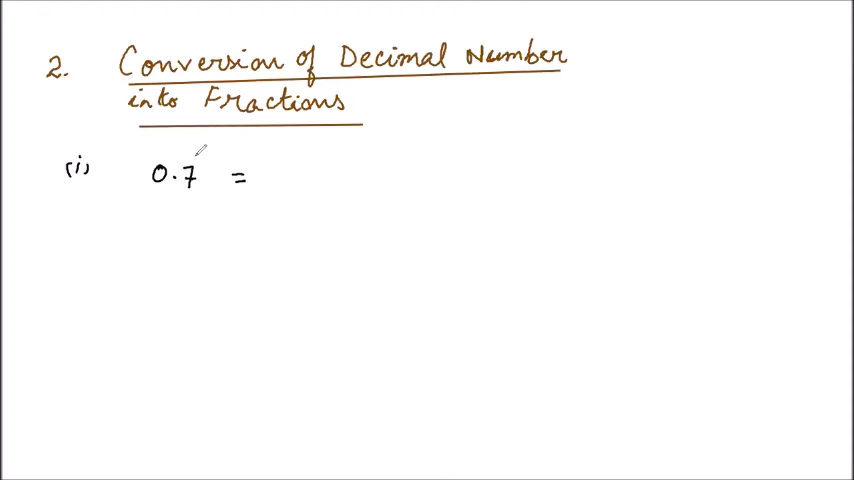 2. Conversion of Decimal Number
into Fractions
(i) 0.7 =